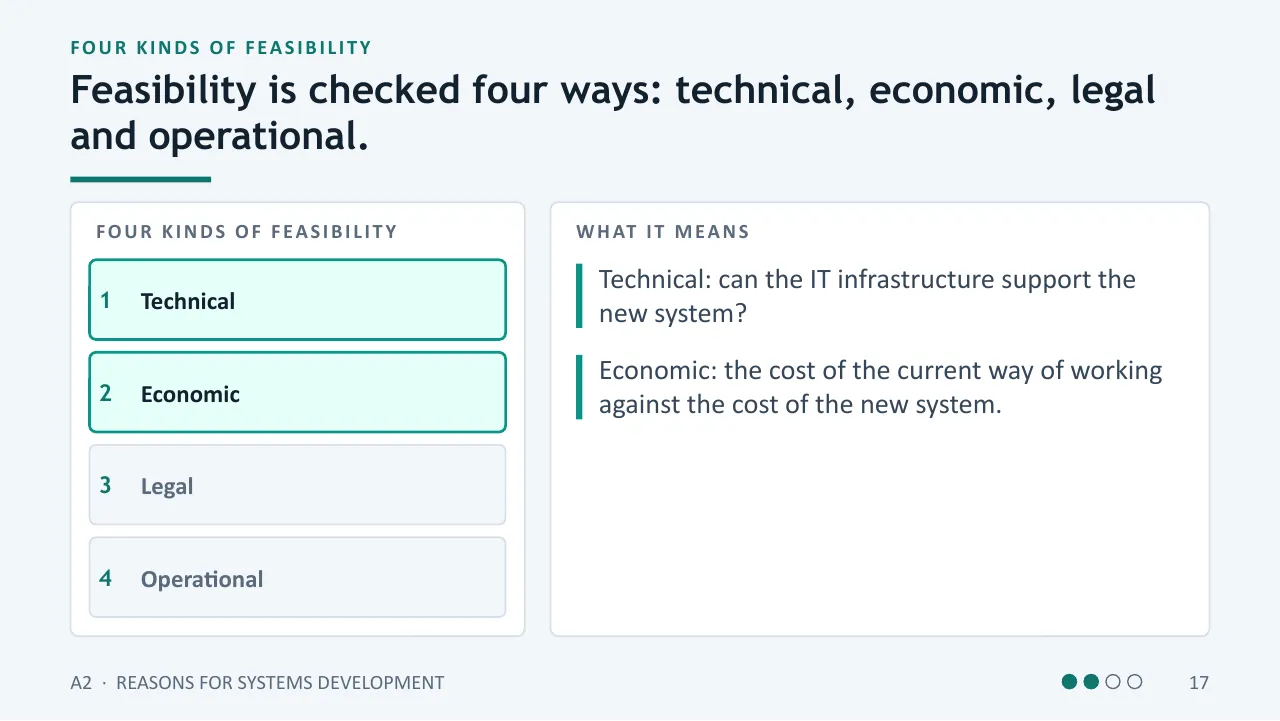 FOUR KINDS OF FEASIBILITY
Feasibility is checked four ways: technical, economic, legal
and operational.
FOUR KINDS OF FEASIBILITY
1 Technical
2 Economic
3 Legal
4 Operational
WHAT IT MEANS
Technical: can the IT infrastructure support the
new system?
Economic: the cost of the current way of working
against the cost of the new system.
A2 · REASONS FOR SYSTEMS DEVELOPMENT
17